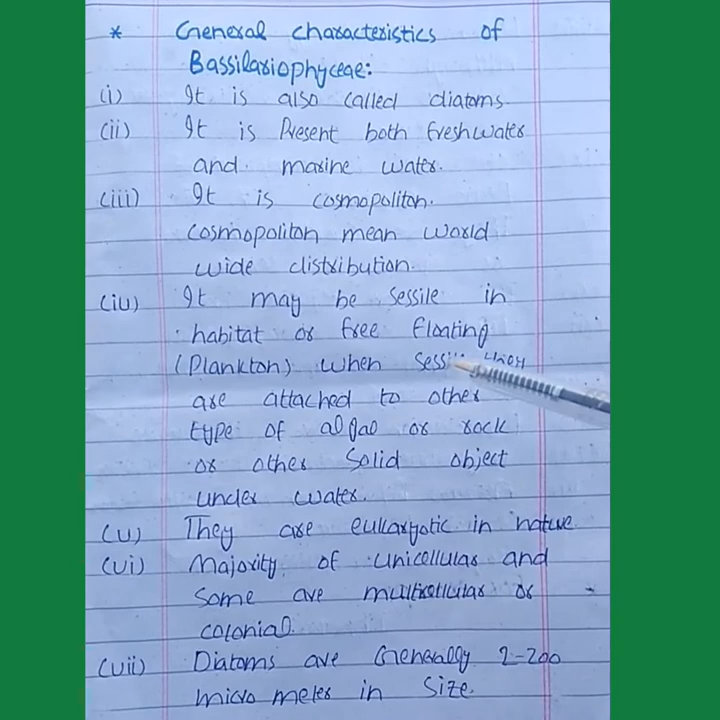 * General characteristics of
Bassilariophyceae:
(i) It is also called diatoms.
(ii) It is Present both freshwater
and marine water.
(iii) It is cosmopoliton.
cosmopoliton mean world
wide distribution.
(iv) It may be sessile in
habitat or free floating
(Plankton) when
are attached to other
type of algal or rock
or other Solid object
under water.
(v) They are eukaryotic in nature
(vi) Majority of unicellular and
some are multicellular or
colonial.
(vii) Diatoms are Generally 2-200
micro meter in size.